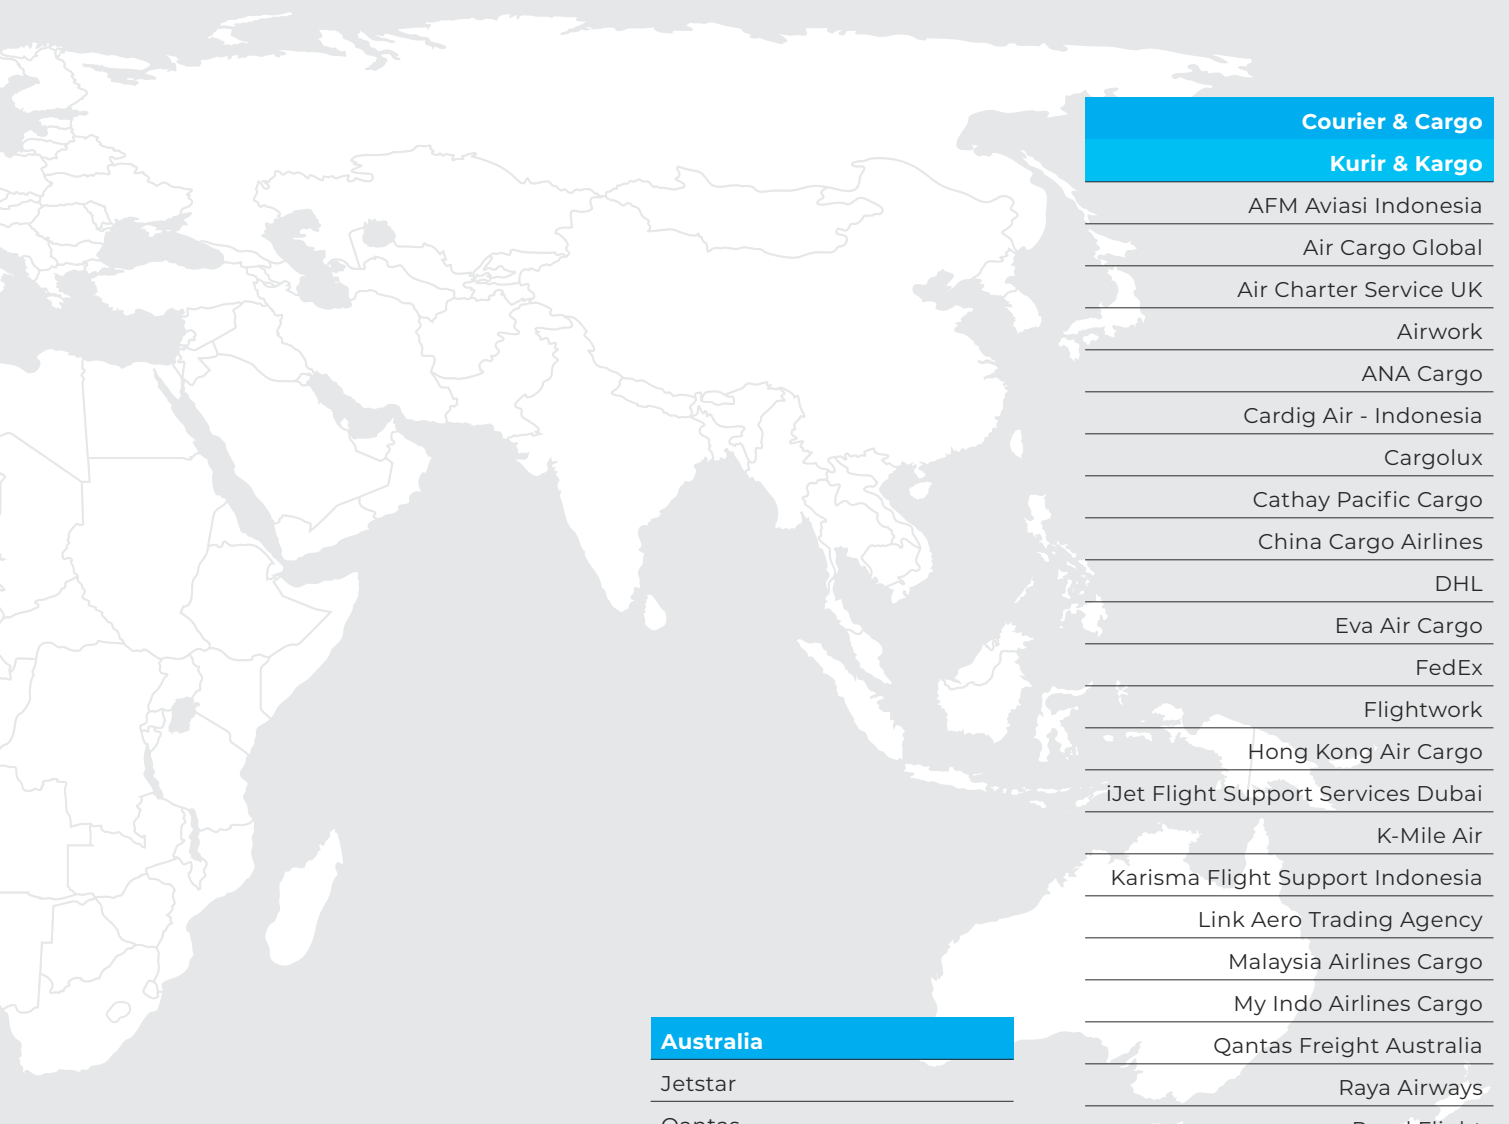 Courier & Cargo
Kurir & Kargo
AFM Aviasi Indonesia
Air Cargo Global
Air Charter Service UK
Airwork
ANA Cargo
Cardig Air - Indonesia
Cargolux
Cathay Pacific Cargo
China Cargo Airlines
DHL
Eva Air Cargo
FedEx
Flightwork
Hong Kong Air Cargo
iJet Flight Support Services Dubai
K-Mile Air
Karisma Flight Support Indonesia
Link Aero Trading Agency
Malaysia Airlines Cargo
My Indo Airlines Cargo
Qantas Freight Australia
Raya Airways
Australia
Jetstar
Qantas